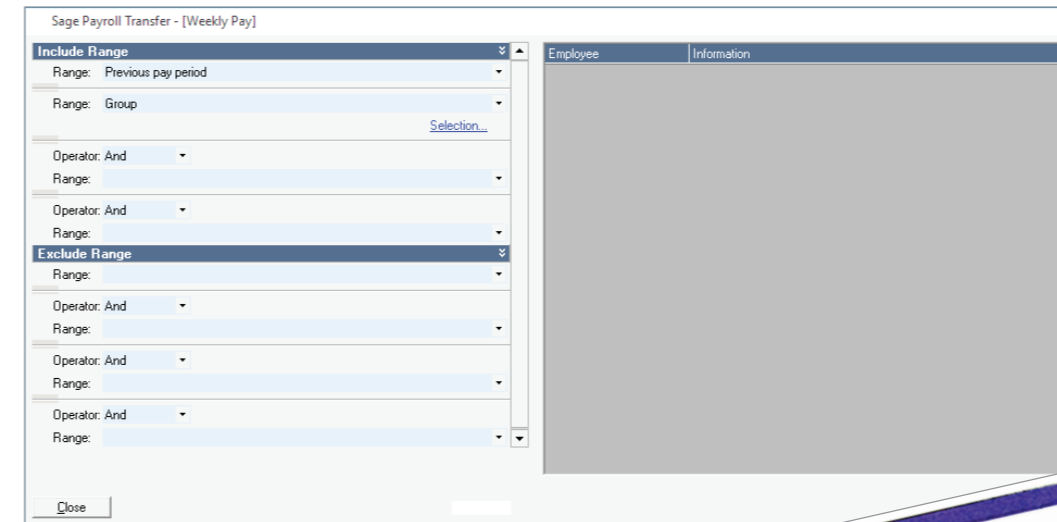 Sage Payroll Transfer - [Weekly Pay]
Include Range
Range: Previous pay period
Range: Group
Selection...
Operator: And
Range:
Operator: And
Range:
Exclude Range
Range:
Operator: And
Range:
Operator: And
Range:
Operator: And
Range:
Employee Information
Close